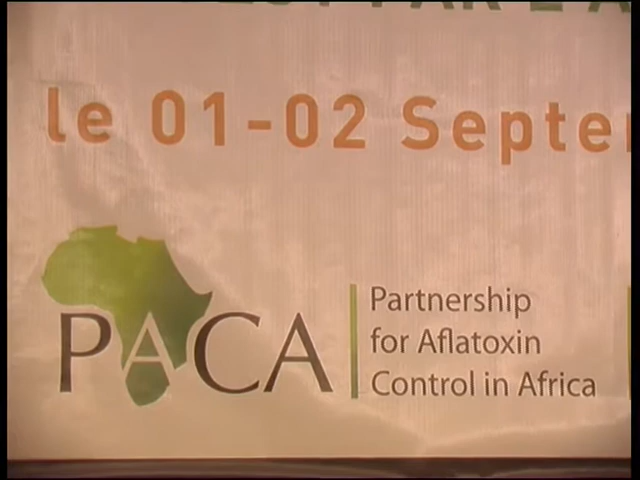 le 01-02 Septe
PACA
Partnership
for Aflatoxin
Control in Africa